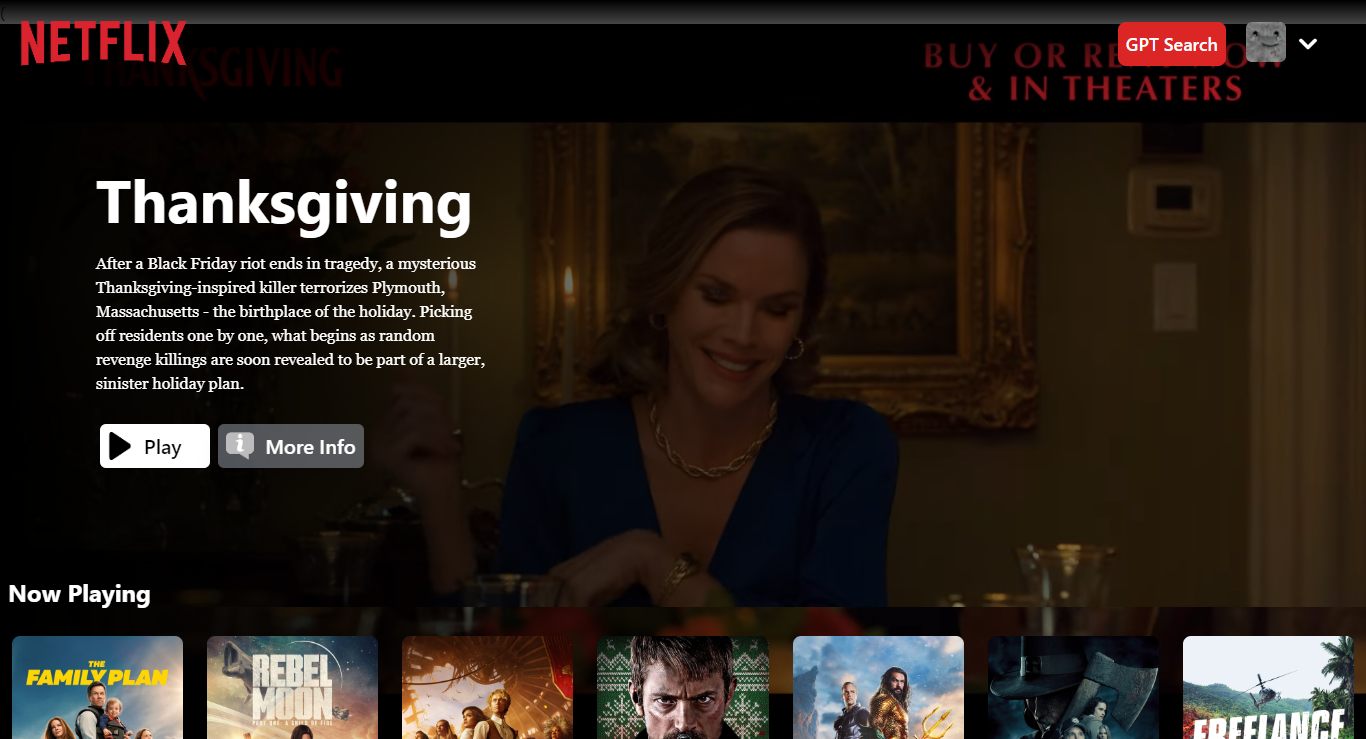 (
NETFLIX
THANKSGIVING
GPT Search
BUY OR RENT NOW
& IN THEATERS
Thanksgiving
After a Black Friday riot ends in tragedy, a mysterious
Thanksgiving-inspired killer terrorizes Plymouth,
Massachusetts - the birthplace of the holiday. Picking
off residents one by one, what begins as random
revenge killings are soon revealed to be part of a larger,
sinister holiday plan.
Play
More Info
Now Playing
THE
FAMILY PLAN
REBEL
MOON
PART ONE: A CHILD OF FIRE
FREELANCE